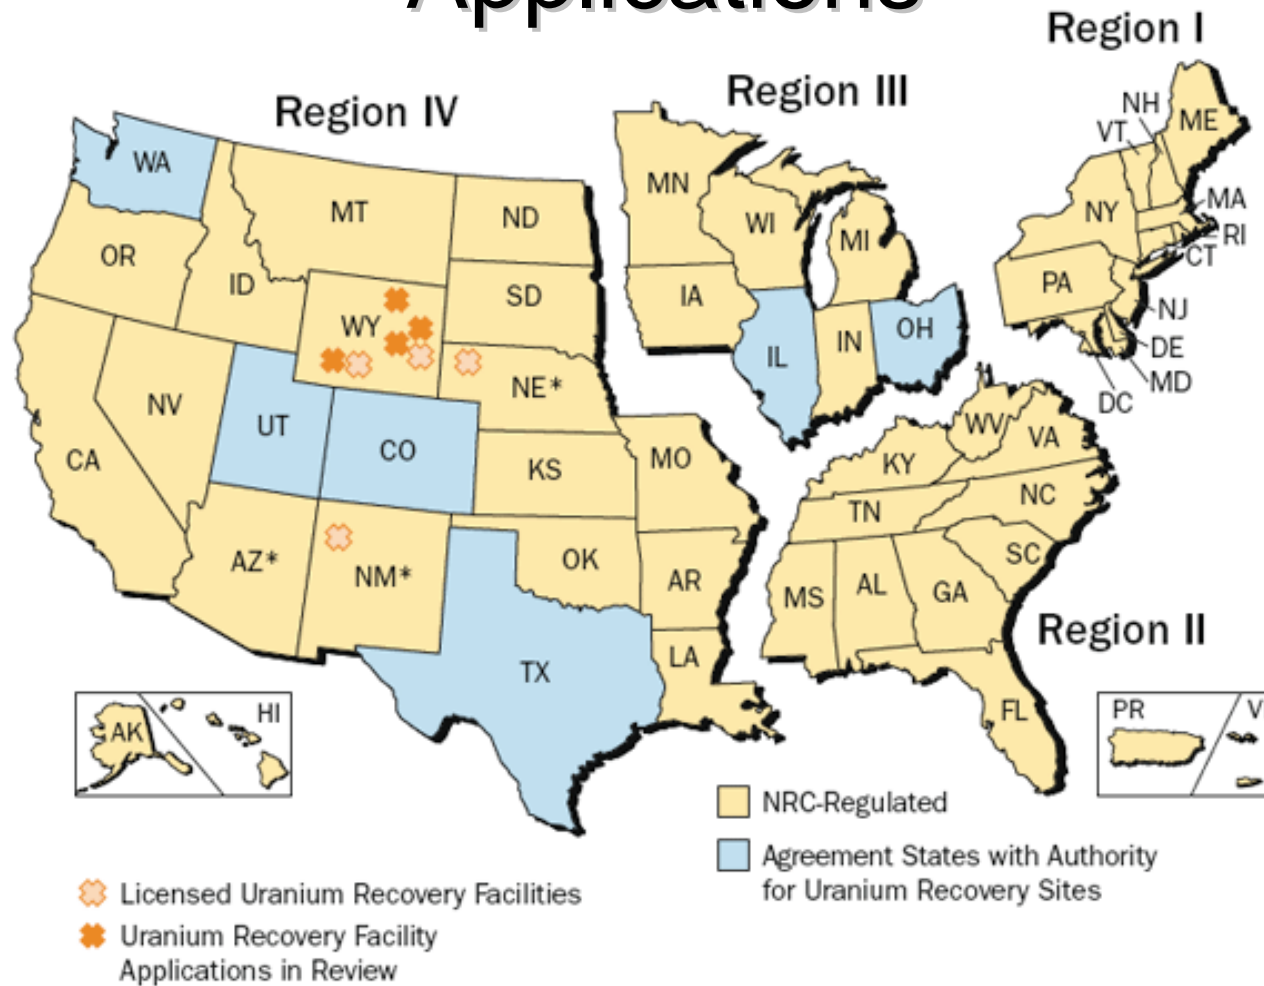 Applications
Region I
Region III
Region IV
NH
ME
VT
WA
MN
MT
ND
NY
MA
WI
MI
RI
OR
CT
ID
SD
IA
PA
NJ
WY
OH
IN
DE
IL
NE*
MD
NV
DC
UT
WV
VA
CO
CA
MO
KY
KS
NC
TN
AZ*
OK
SC
NM*
AR
MS
AL
GA
Region II
LA
TX
FL
HI
PR
V
AK
NRC-Regulated
Agreement States with Authority
for Uranium Recovery Sites
Licensed Uranium Recovery Facilities
Uranium Recovery Facility
Applications in Review